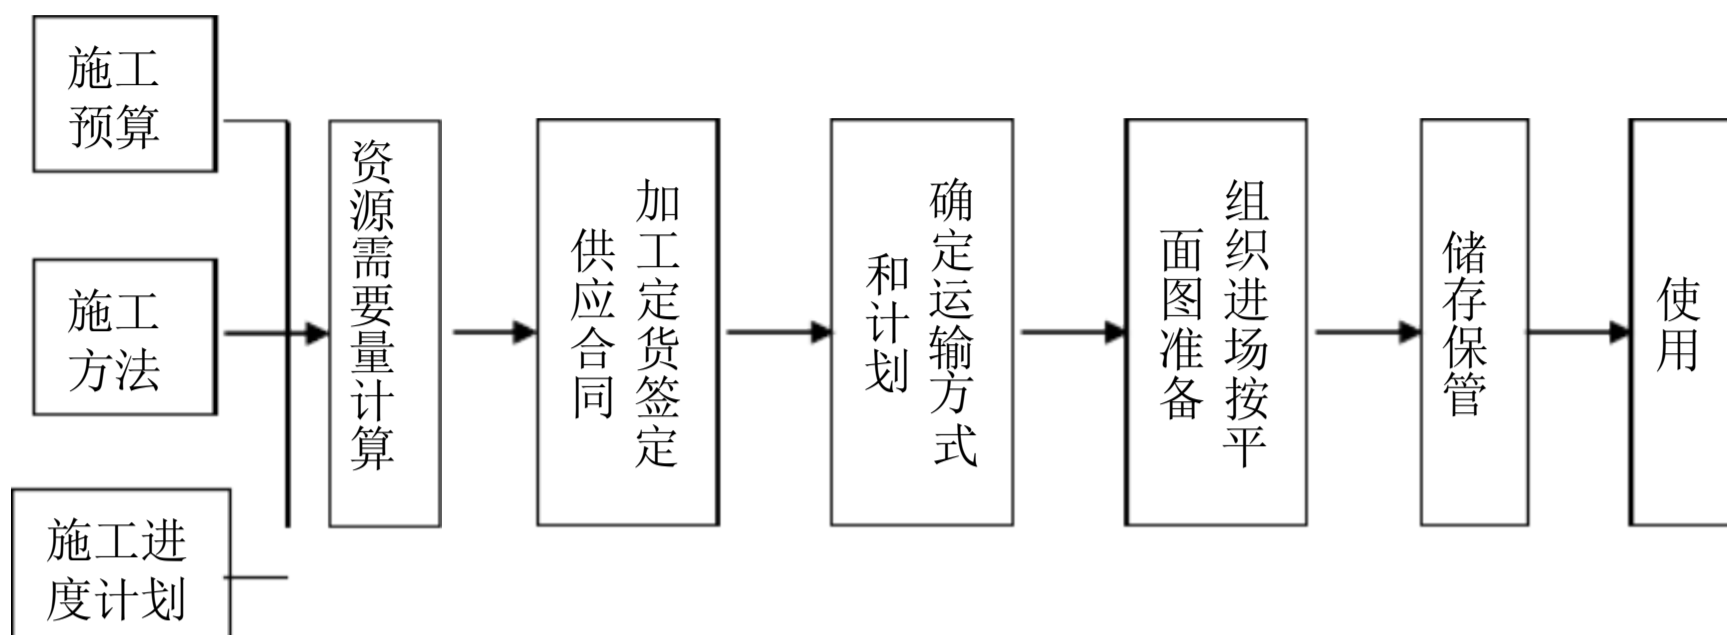 施工
预算
施工
方法
施工进
度计划
资源需要量计算
加工定货签定
供应合同
确定运输方式
和计划
组织进场按平
面图准备
储存保管
使用